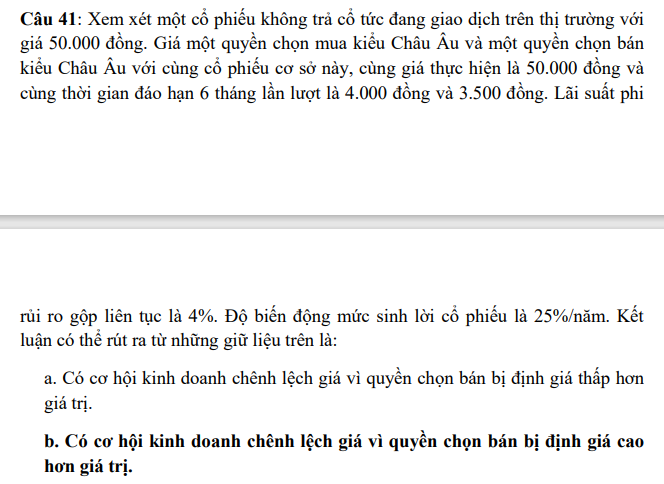 Câu 41: Xem xét một cổ phiếu không trả cổ tức đang giao dịch trên thị trường với
giá 50.000 đồng. Giá một quyền chọn mua kiểu Châu Âu và một quyền chọn bán
kiểu Châu Âu với cùng cổ phiếu cơ sở này, cùng giá thực hiện là 50.000 đồng và
cùng thời gian đáo hạn 6 tháng lần lượt là 4.000 đồng và 3.500 đồng. Lãi suất phi
rủi ro gộp liên tục là 4%. Độ biến động mức sinh lời cổ phiếu là 25%/năm. Kết
luận có thể rút ra từ những giữ liệu trên là:
a. Có cơ hội kinh doanh chênh lệch giá vì quyền chọn bán bị định giá thấp hơn
giá trị.
b. Có cơ hội kinh doanh chênh lệch giá vì quyền chọn bán bị định giá cao
hơn giá trị.